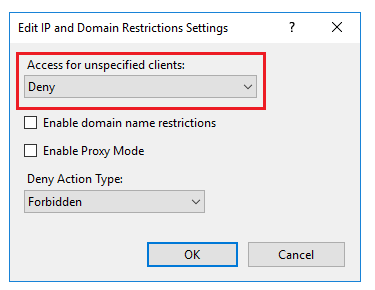 Edit IP and Domain Restrictions Settings ? ×
Access for unspecified clients:
Deny
Enable domain name restrictions
Enable Proxy Mode
Deny Action Type:
Forbidden
OK Cancel